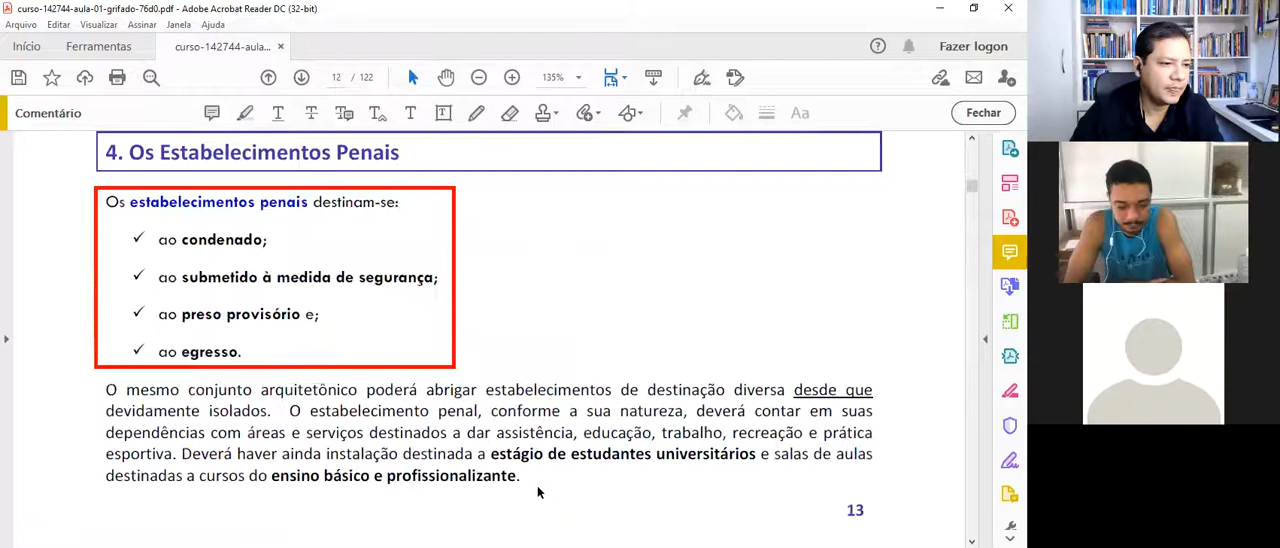 curso-142744-aula-01-grifado-76d0.pdf - Adobe Acrobat Reader DC (32-bit)
Arquivo Editar Visualizar Assinar Janela Ajuda
Início Ferramentas curso-142744-aula... × Fazer logon
12 / 122 135%
Comentário Aa Fechar
4. Os Estabelecimentos Penais
Os estabelecimentos penais destinam-se:
✓ ao condenado;
✓ ao submetido à medida de segurança;
✓ ao preso provisório e;
✓ ao egresso.
O mesmo conjunto arquitetônico poderá abrigar estabelecimentos de destinação diversa desde que
devidamente isolados. O estabelecimento penal, conforme a sua natureza, deverá contar em suas
dependências com áreas e serviços destinados a dar assistência, educação, trabalho, recreação e prática
esportiva. Deverá haver ainda instalação destinada a estágio de estudantes universitários e salas de aulas
destinadas a cursos do ensino básico e profissionalizante.
13